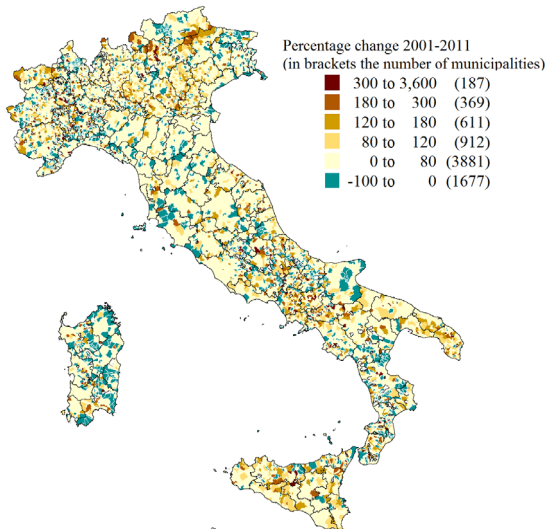 Percentage change 2001-2011
(in brackets the number of municipalities)
300 to 3,600 (187)
180 to 300 (369)
120 to 180 (611)
80 to 120 (912)
0 to 80 (3881)
-100 to 0 (1677)